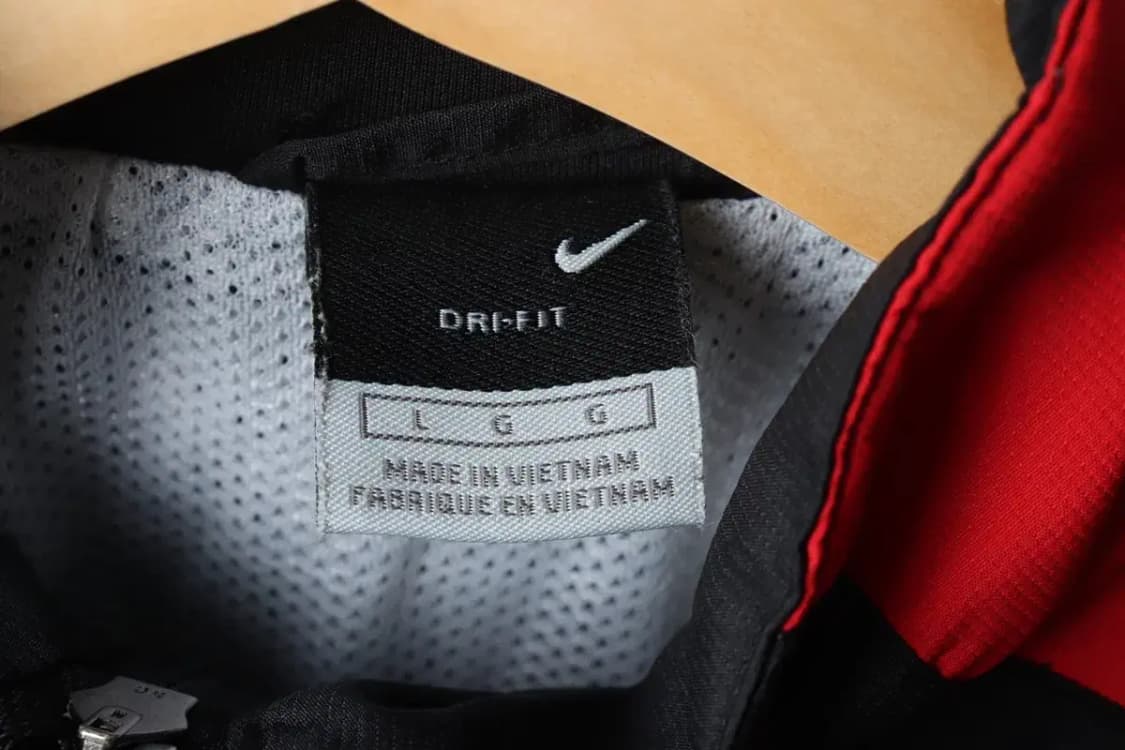 DRI-FIT
L G G
MADE IN VIETNAM
FABRIQUE EN VIETNAM